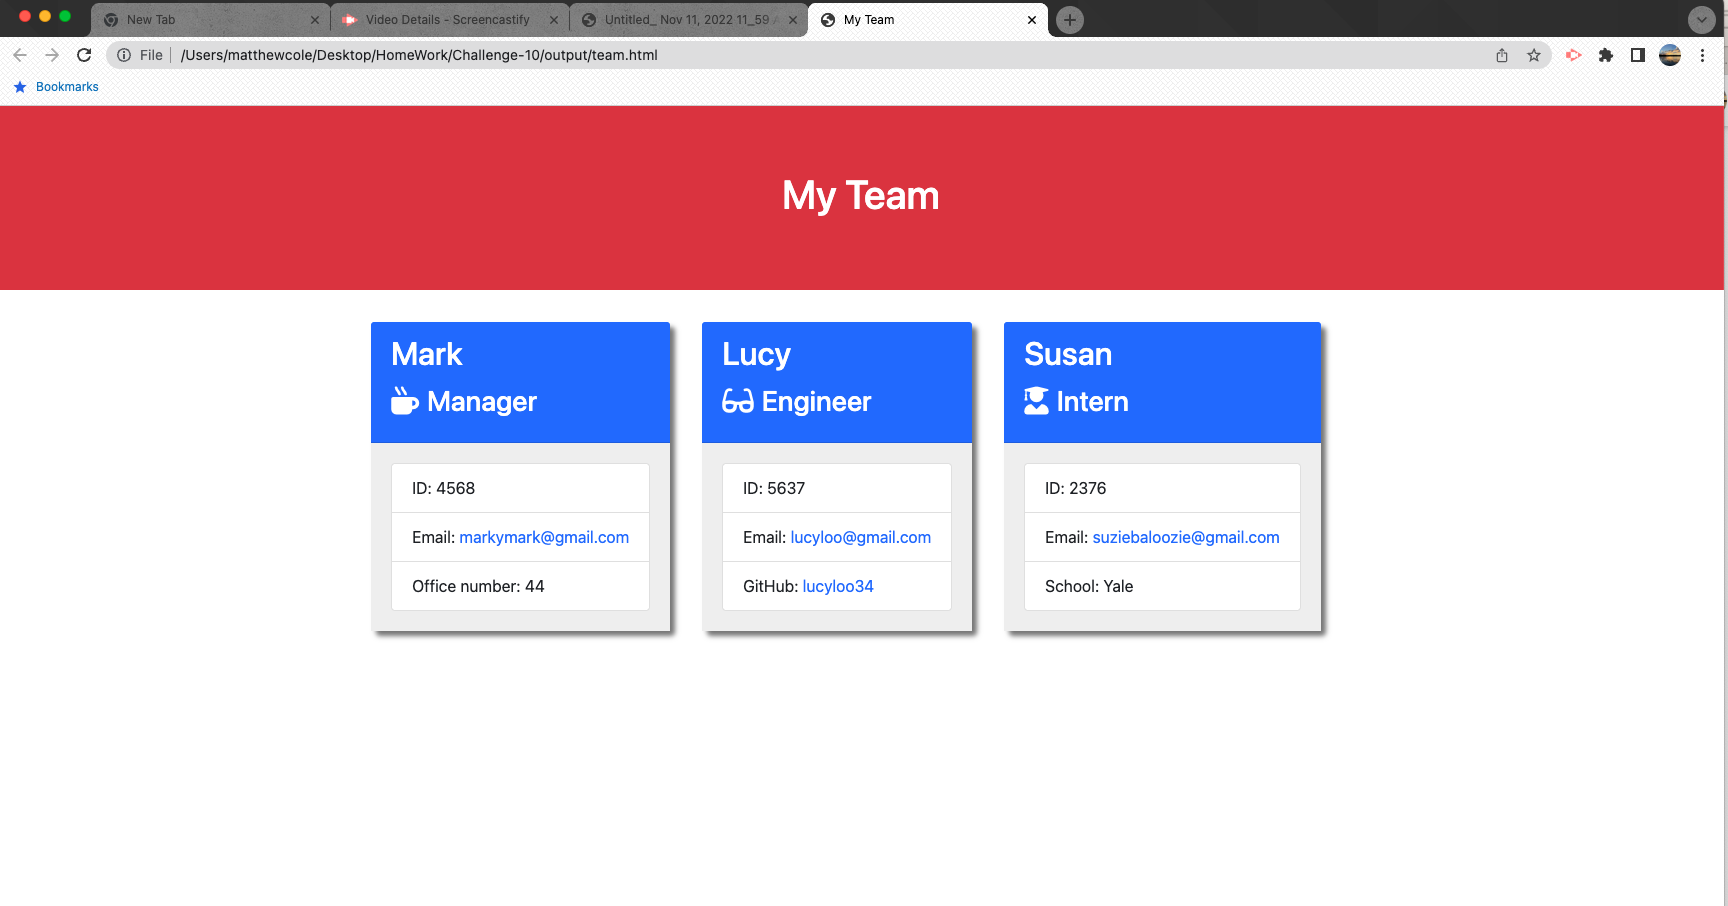 New Tab
Video Details - Screencastify
Untitled_ Nov 11, 2022 11_59
My Team
File
/Users/matthewcole/Desktop/HomeWork/Challenge-10/output/team.html
Bookmarks
My Team
Mark
Manager
ID: 4568
Email: markymark@gmail.com
Office number: 44
Lucy
Engineer
ID: 5637
Email: lucyloo@gmail.com
GitHub: lucyloo34
Susan
Intern
ID: 2376
Email: suziebaloozie@gmail.com
School: Yale